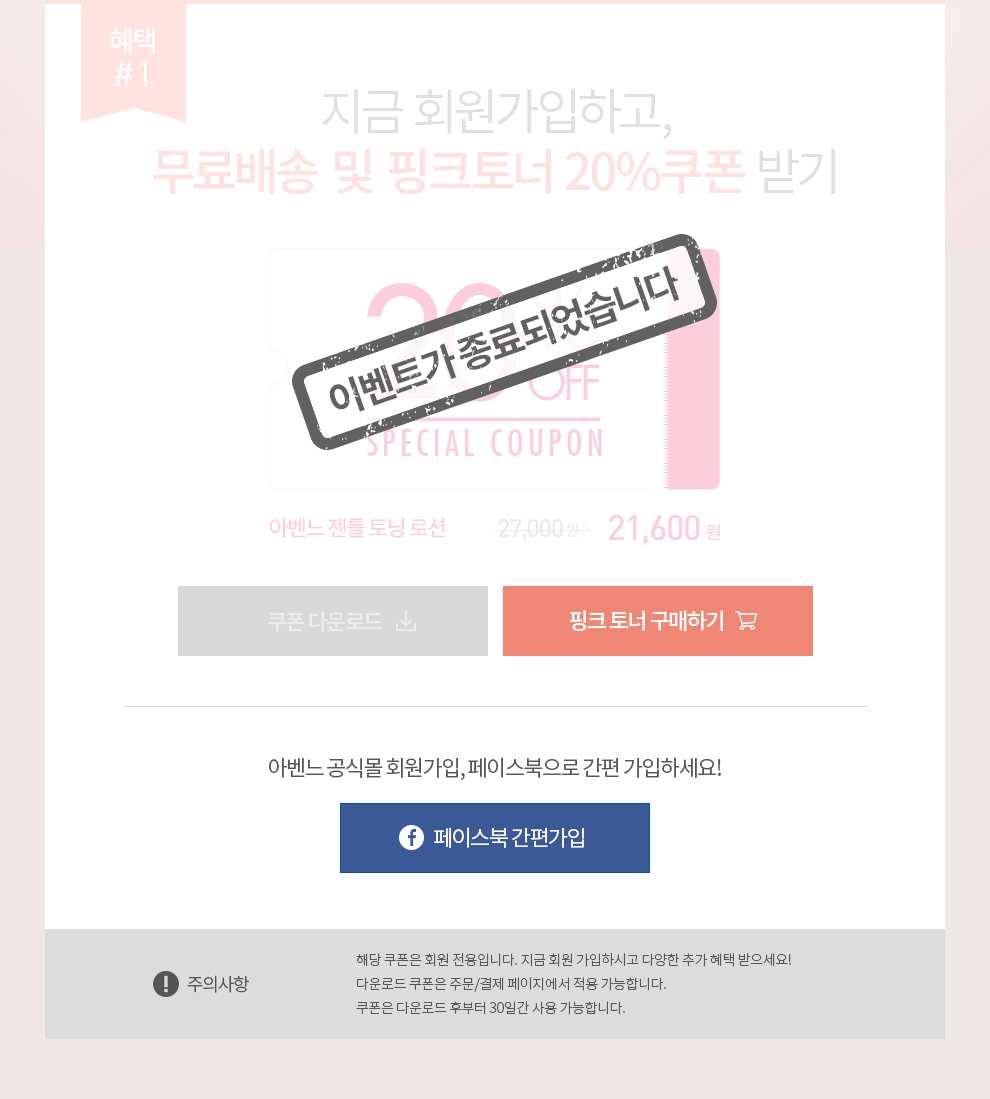 혜택
#1
지금 회원가입하고,
무료배송 및 핑크토너 20%쿠폰 받기
20%
OFF
이벤트가 종료되었습니다
SPECIAL COUPON
아벤느 젠틀 토닝 로션 27,000원 21,600 원
쿠폰 다운로드 핑크 토너 구매하기
아벤느 공식몰 회원가입, 페이스북으로 간편 가입하세요!
f 페이스북 간편가입
! 주의사항
해당 쿠폰은 회원 전용입니다. 지금 회원 가입하시고 다양한 추가 혜택 받으세요!
다운로드 쿠폰은 주문/결제 페이지에서 적용 가능합니다.
쿠폰은 다운로드 후부터 30일간 사용 가능합니다.